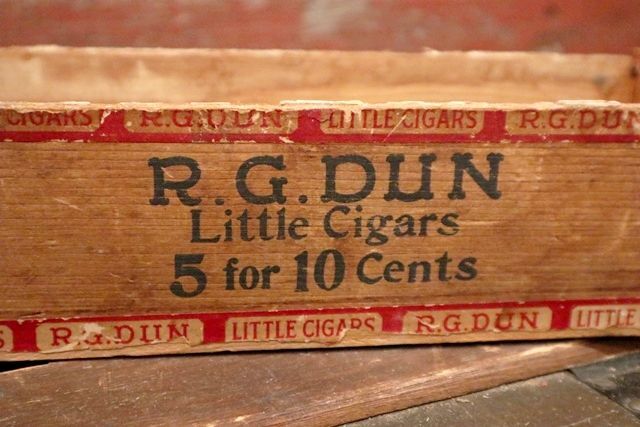 CIGARS R.G.DUN LITTLE CIGARS R.G.DUN
R.G.DUN
Little Cigars
5 for 10 Cents
S R.G.DUN LITTLE CIGARS R.G.DUN LITTLE